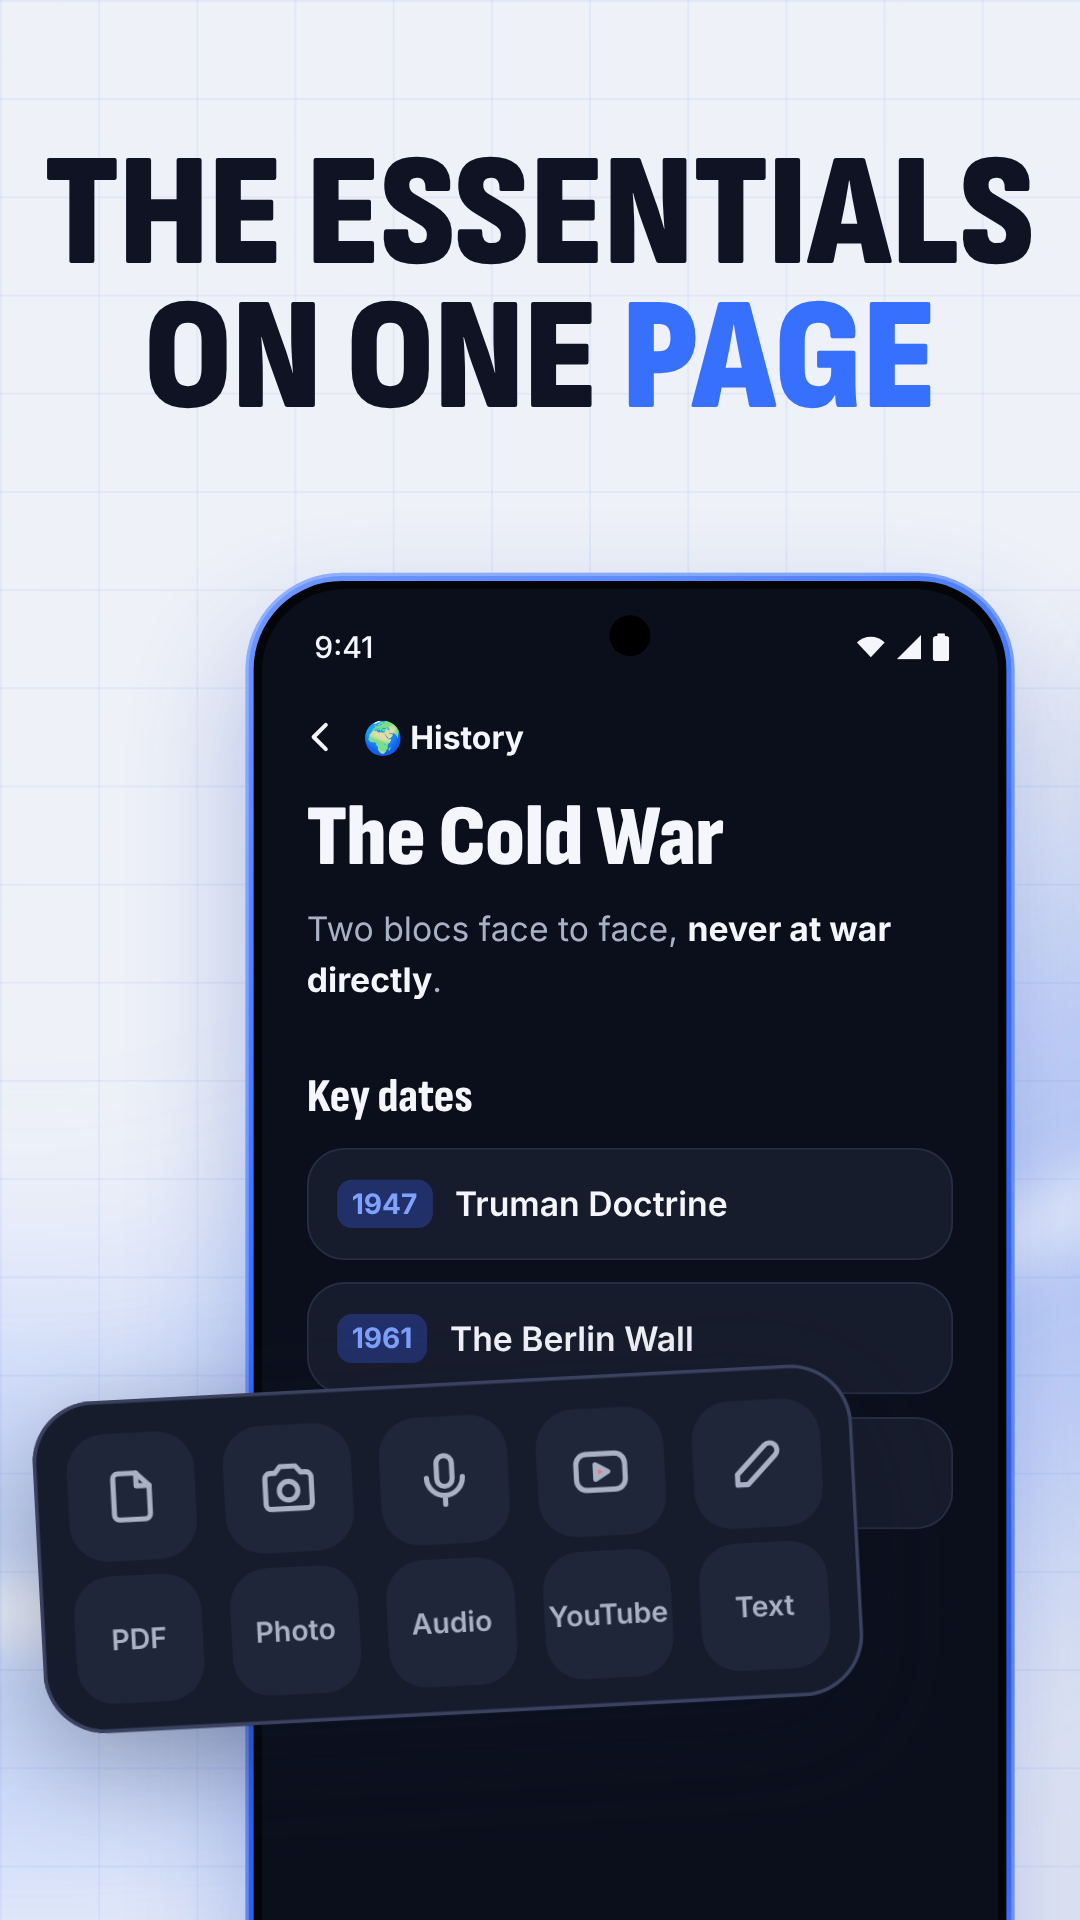 THE ESSENTIALS
ON ONE PAGE
9:41
History
The Cold War
Two blocs face to face, never at war
directly.
Key dates
1947 Truman Doctrine
1961 The Berlin Wall
PDF Photo Audio YouTube Text